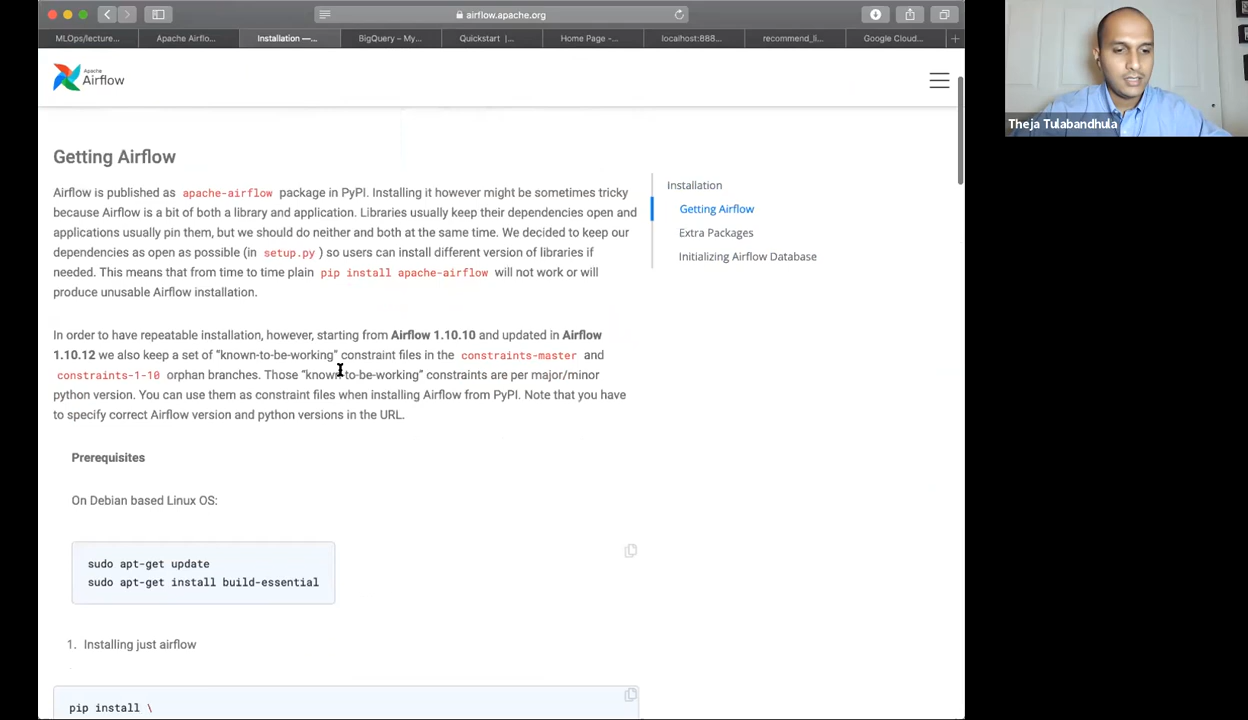 airflow.apache.org
MLOps/lecture...
Apache Airflo...
Installation —...
BigQuery – My...
Quickstart |...
Home Page -...
localhost:888...
recommend_li...
Google Cloud...
Apache
Airflow
Theja Tulabandhula
Getting Airflow
Airflow is published as apache-airflow package in PyPI. Installing it however might be sometimes tricky
because Airflow is a bit of both a library and application. Libraries usually keep their dependencies open and
applications usually pin them, but we should do neither and both at the same time. We decided to keep our
dependencies as open as possible (in setup.py ) so users can install different version of libraries if
needed. This means that from time to time plain pip install apache-airflow will not work or will
produce unusable Airflow installation.
In order to have repeatable installation, however, starting from Airflow 1.10.10 and updated in Airflow
1.10.12 we also keep a set of “known-to-be-working” constraint files in the constraints-master and
constraints-1-10 orphan branches. Those “known-to-be-working” constraints are per major/minor
python version. You can use them as constraint files when installing Airflow from PyPI. Note that you have
to specify correct Airflow version and python versions in the URL.
Prerequisites
On Debian based Linux OS:
sudo apt-get update
sudo apt-get install build-essential
1. Installing just airflow
pip install \
Installation
Getting Airflow
Extra Packages
Initializing Airflow Database